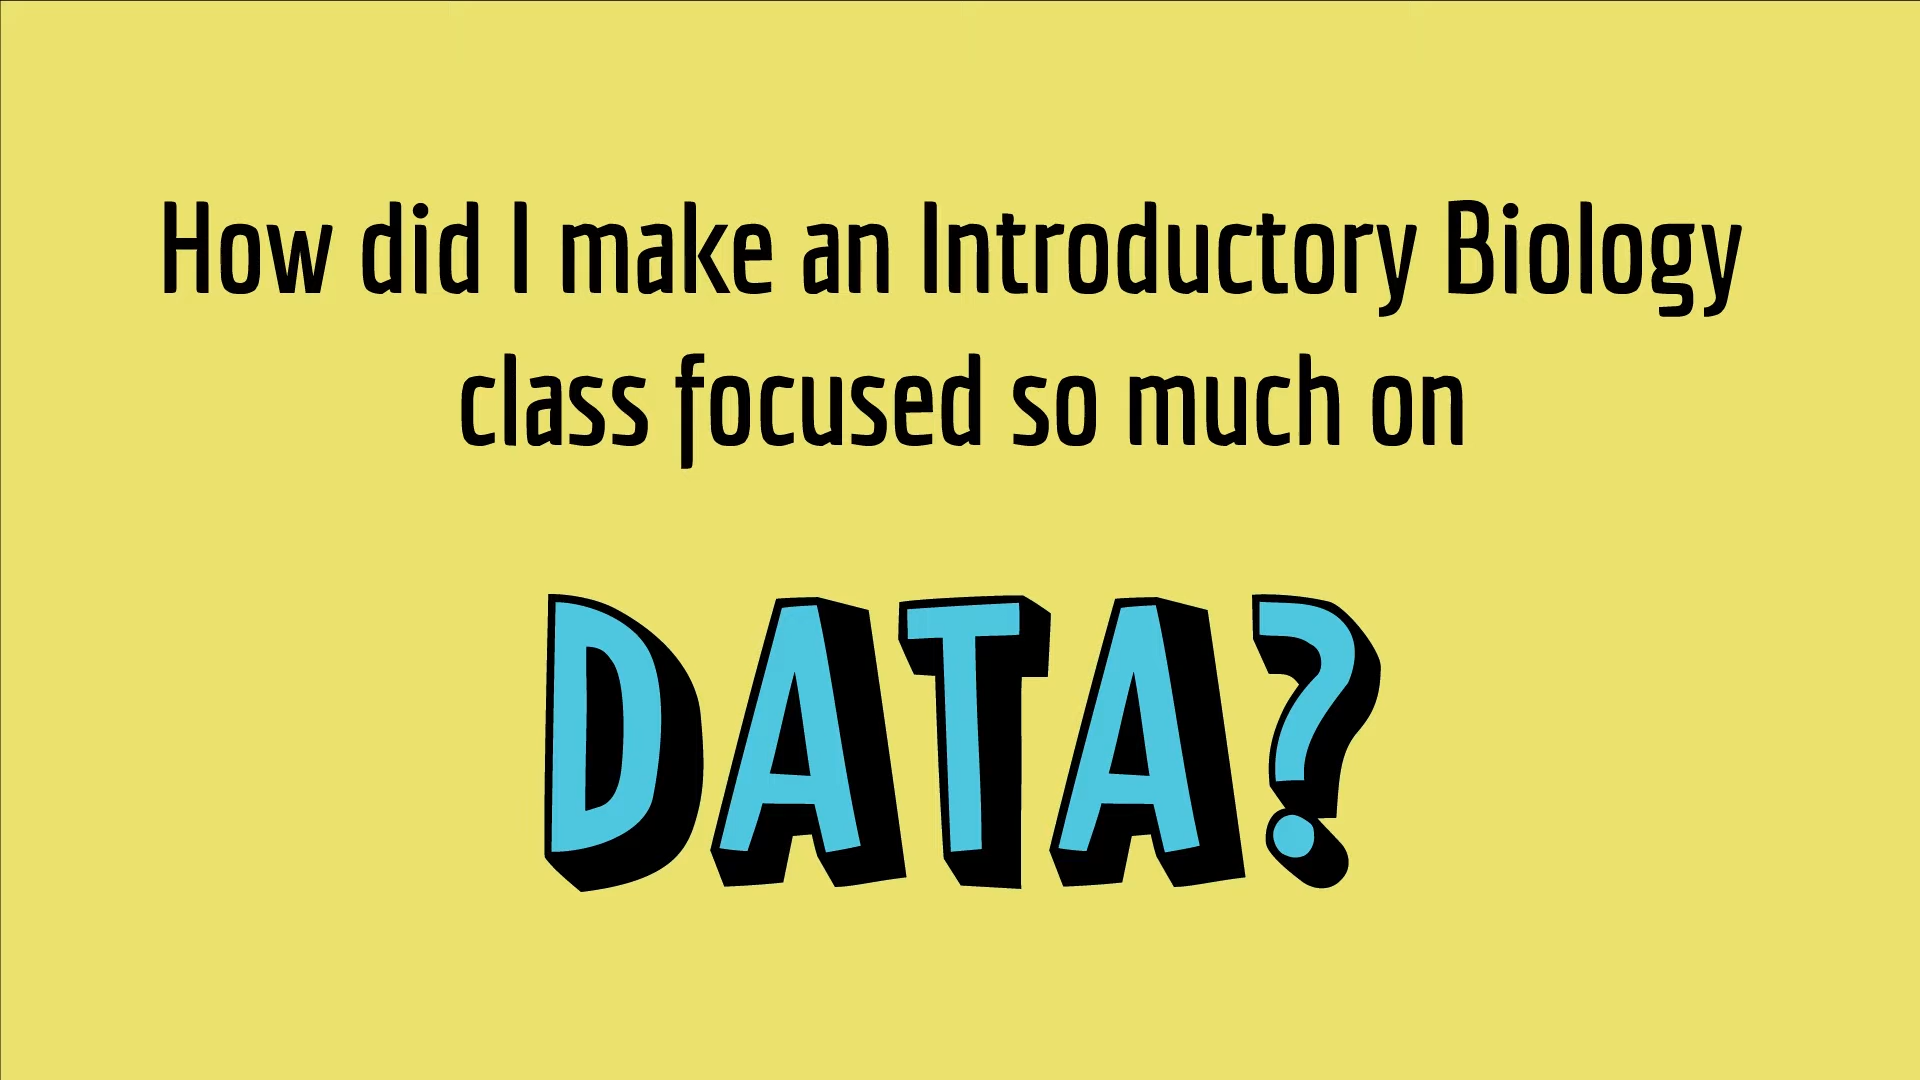 How did I make an Introductory Biology
class focused so much on
DATA?